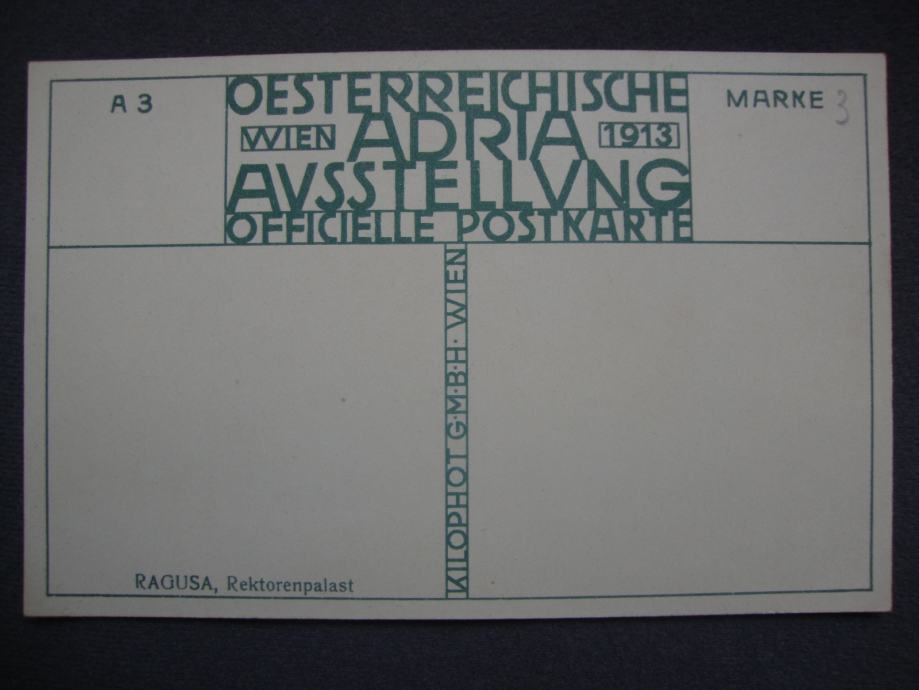 A 3
OESTERREICHISCHE
WIEN ADRIA 1913
AVSSTELLVNG
OFFICIELLE POSTKARTE
MARKE 3
KILOPHOT G·M·B·H· WIEN
RAGUSA, Rektorenpalast